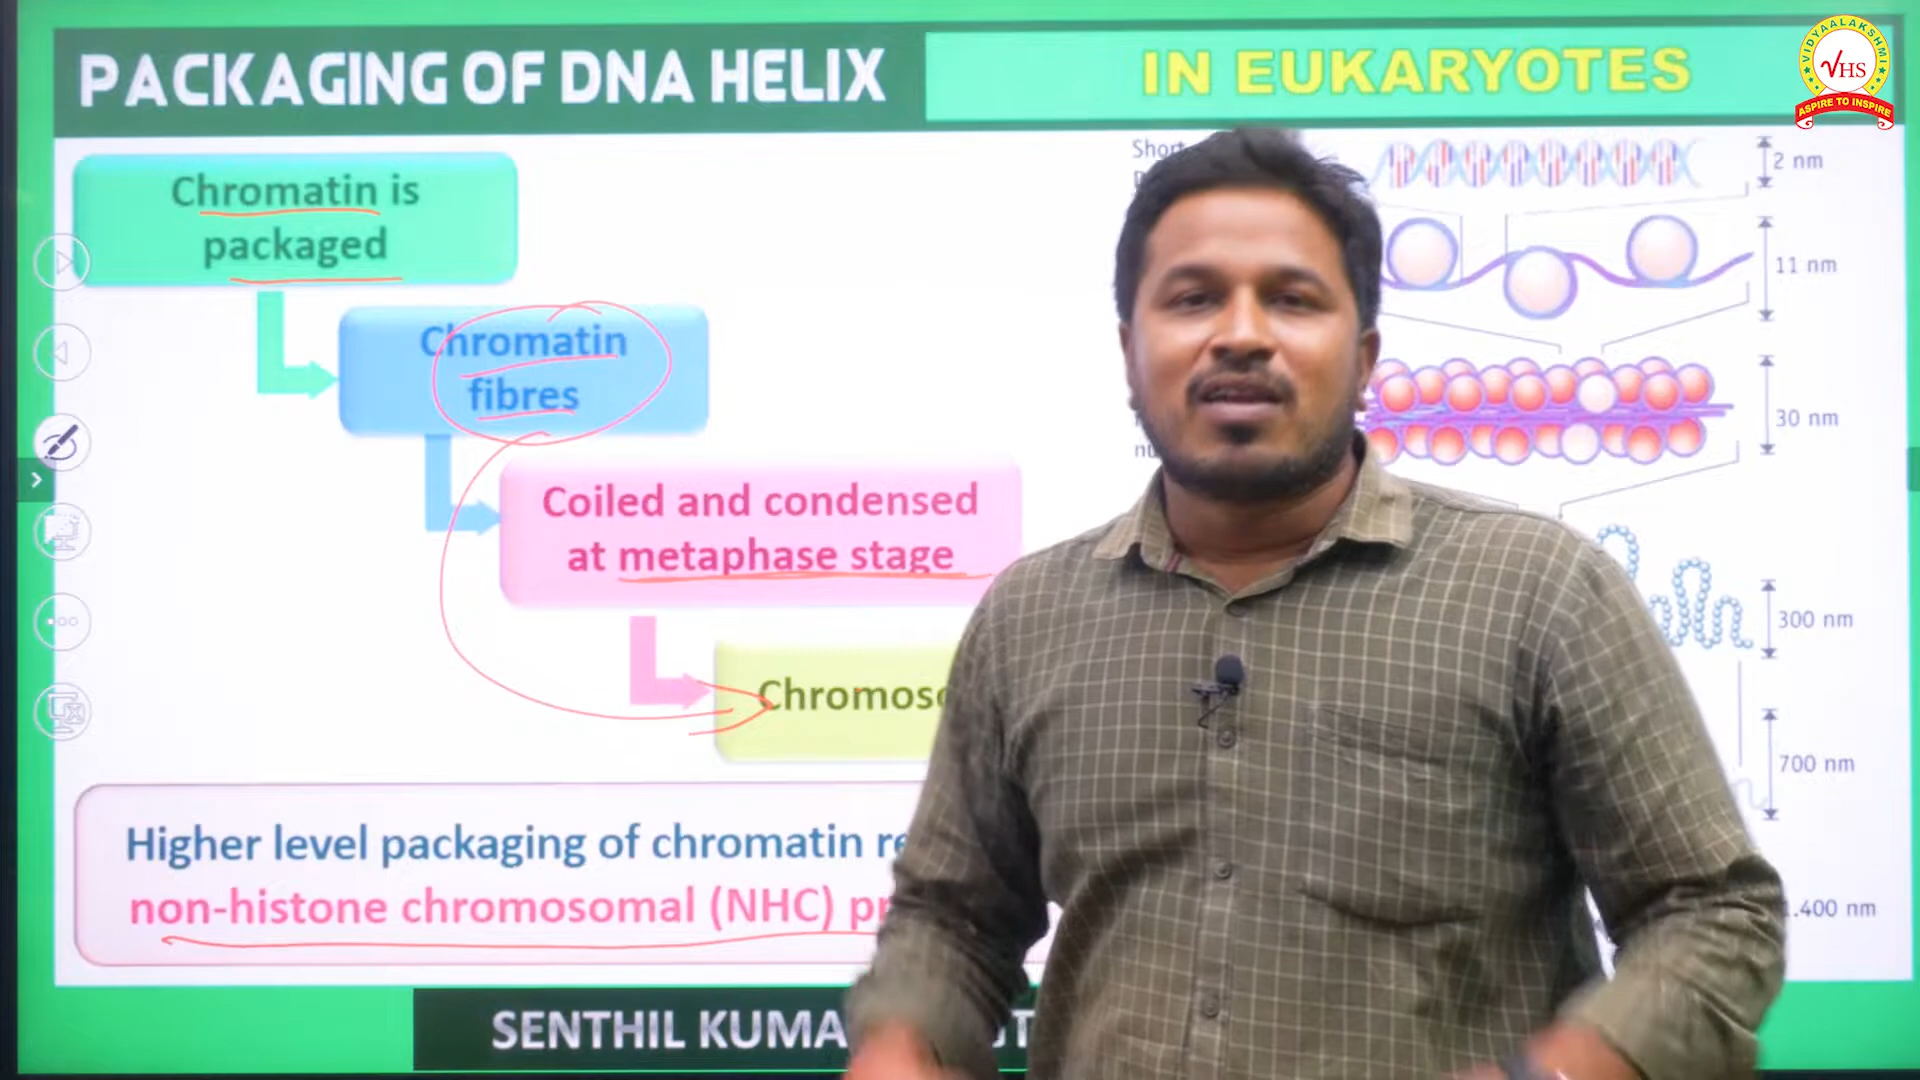 PACKAGING OF DNA HELIX
IN EUKARYOTES
VIDYAALAKSHMI
VHS
ASPIRE TO INSPIRE
Chromatin is
packaged
Chromatin
fibres
Coiled and condensed
at metaphase stage
Higher level packaging of chromatin
non-histone chromosomal (NHC)
SENTHIL
2 nm
11 nm
30 nm
300 nm
700 nm